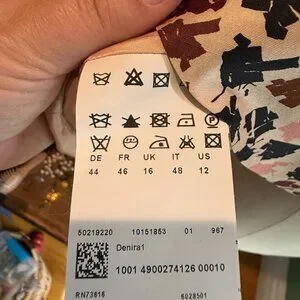 DE FR UK IT US
44 46 16 48 12
50219220 10151853 01 967
Denira1
1001 4900274126 00010
RN73616 6028501